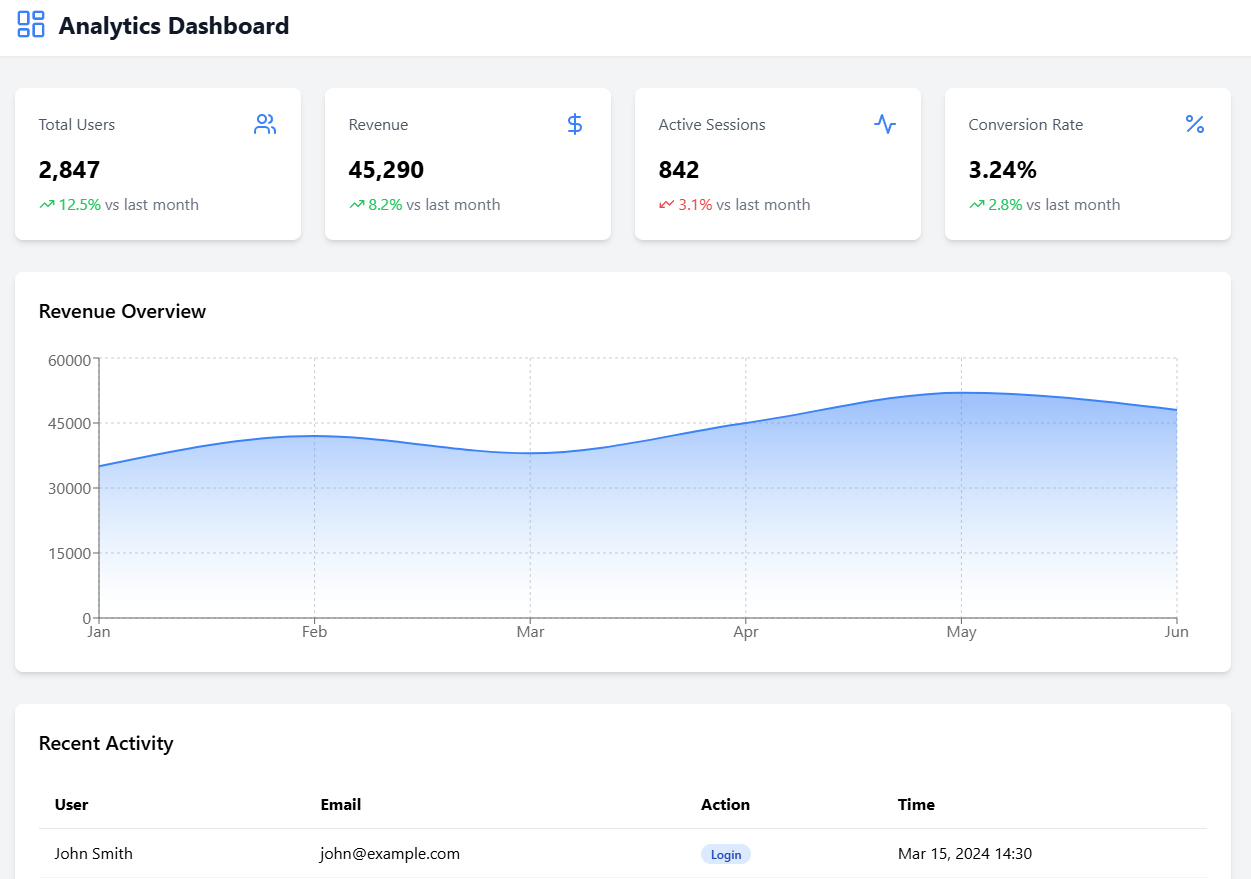 Analytics Dashboard
Total Users
2,847
12.5% vs last month
Revenue
45,290
8.2% vs last month
Active Sessions
842
3.1% vs last month
Conversion Rate
3.24%
2.8% vs last month
Revenue Overview
60000
45000
30000
15000
0
Jan Feb Mar Apr May Jun
Recent Activity
User Email Action Time
John Smith john@example.com Login Mar 15, 2024 14:30